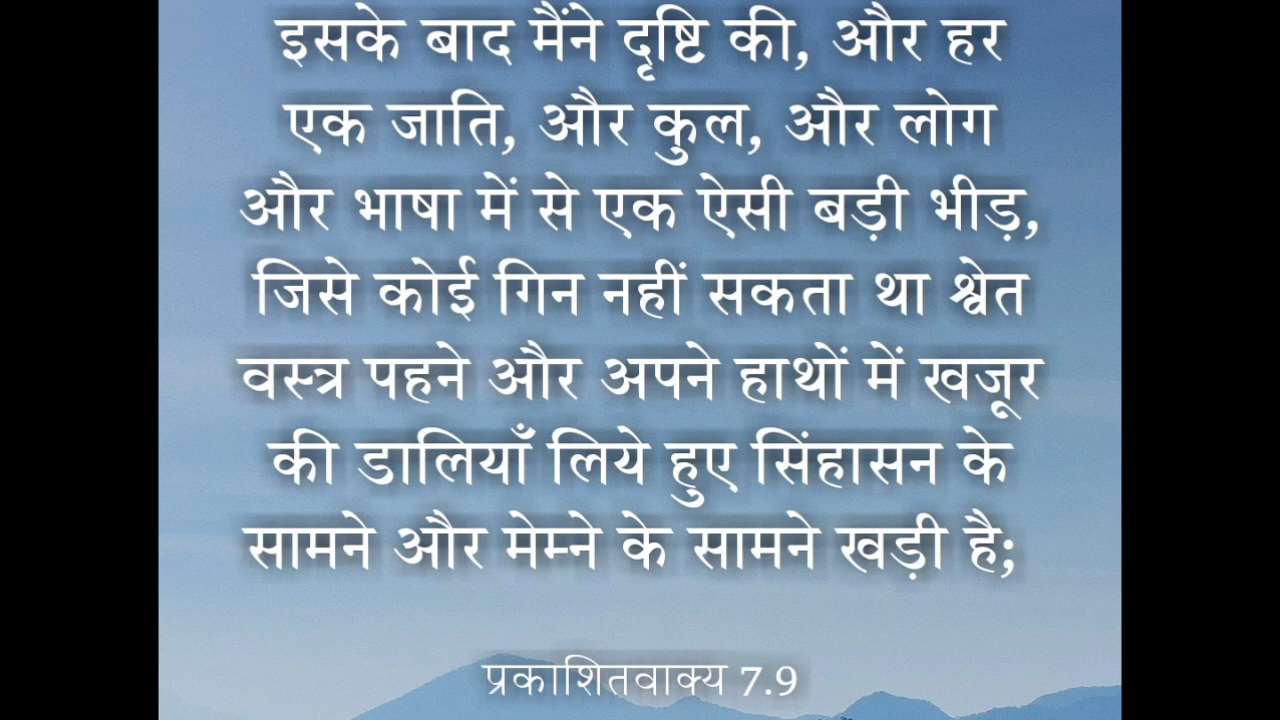 इसके बाद मैंने दृष्टि की, और हर
एक जाति, और कुल, और लोग
और भाषा में से एक ऐसी बड़ी भीड़,
जिसे कोई गिन नहीं सकता था श्वेत
वस्त्र पहने और अपने हाथों में खजूर
की डालियाँ लिये हुए सिंहासन के
सामने और मेम्ने के सामने खड़ी है;
प्रकाशितवाक्य 7.9